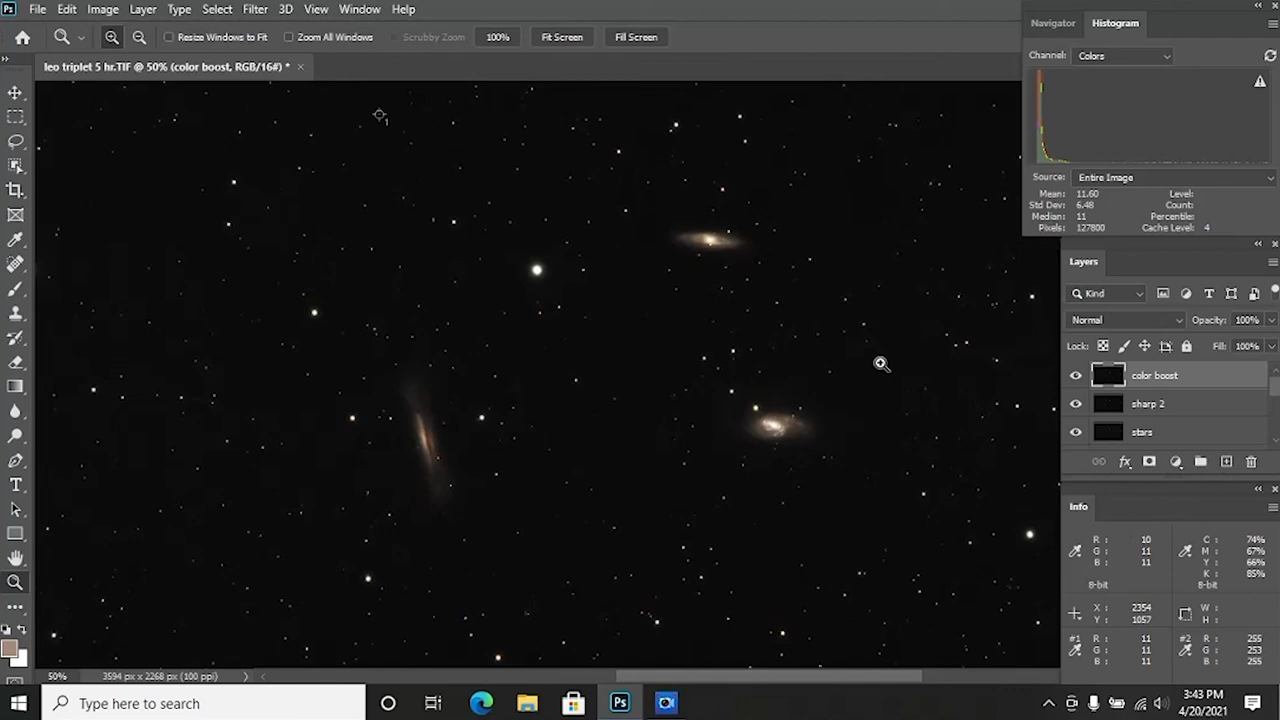 Ps File Edit Image Layer Type Select Filter 3D View Window Help
Resize Windows to Fit Zoom All Windows Scrubby Zoom 100% Fit Screen Fill Screen
leo triplet 5 hr.TIF @ 50% (color boost, RGB/16#) * ×
1
Navigator Histogram
Channel: Colors
Source: Entire Image
Mean: 11.60 Level:
Std Dev: 6.48 Count:
Median: 11 Percentile:
Pixels: 127800 Cache Level: 4
Layers
Kind
Normal Opacity: 100%
Lock: Fill: 100%
color boost
sharp 2
stars
Info
R : 10 C : 74%
G : 11 M : 67%
B : 11 Y : 66%
K : 85%
8-bit 8-bit
X : 2354 W :
Y : 1057 H :
#1 R : 11 #2 R : 255
G : 11 G : 253
B : 11 B : 255
50% 3594 px x 2268 px (100 ppi)
Type here to search
Ps
3:43 PM
4/20/2021